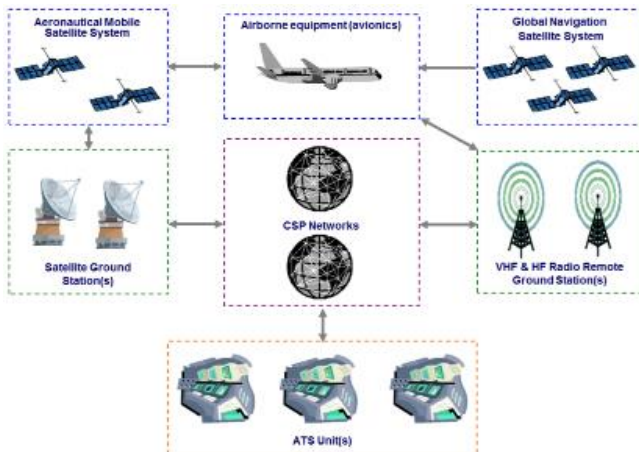 Aeronautical Mobile
Satellite System
Airborne equipment (avionics)
Global Navigation
Satellite System
CSP Networks
Satellite Ground
Station(s)
VHF & HF Radio Remote
Ground Station(s)
ATS Unit(s)